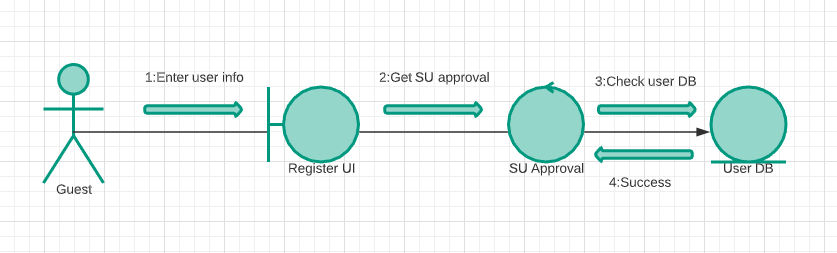 1:Enter user info
2:Get SU approval
3:Check user DB
Register UI
SU Approval
User DB
4:Success
Guest